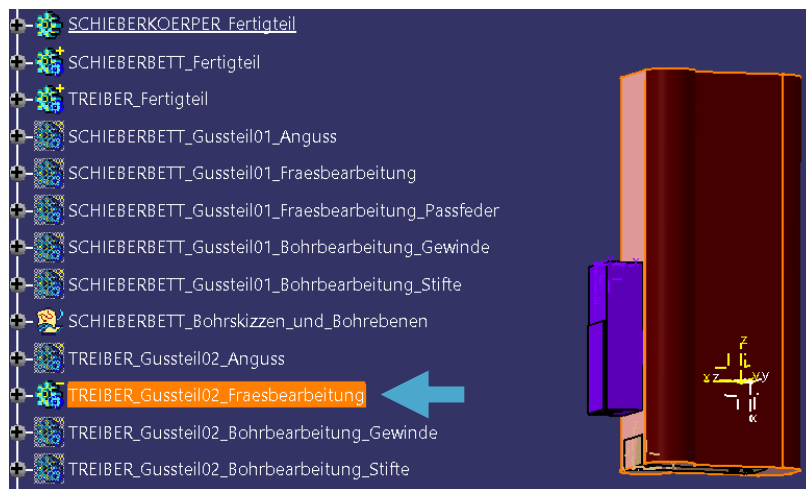 SCHIEBERKOERPER_Fertigteil
SCHIEBERBETT_Fertigteil
TREIBER_Fertigteil
SCHIEBERBETT_Gussteil01_Anguss
SCHIEBERBETT_Gussteil01_Fraesbearbeitung
SCHIEBERBETT_Gussteil01_Fraesbearbeitung_Passfeder
SCHIEBERBETT_Gussteil01_Bohrbearbeitung_Gewinde
SCHIEBERBETT_Gussteil01_Bohrbearbeitung_Stifte
SCHIEBERBETT_Bohrskizzen_und_Bohrebenen
TREIBER_Gussteil02_Anguss
TREIBER_Gussteil02_Fraesbearbeitung
TREIBER_Gussteil02_Bohrbearbeitung_Gewinde
TREIBER_Gussteil02_Bohrbearbeitung_Stifte
z
x z y
x